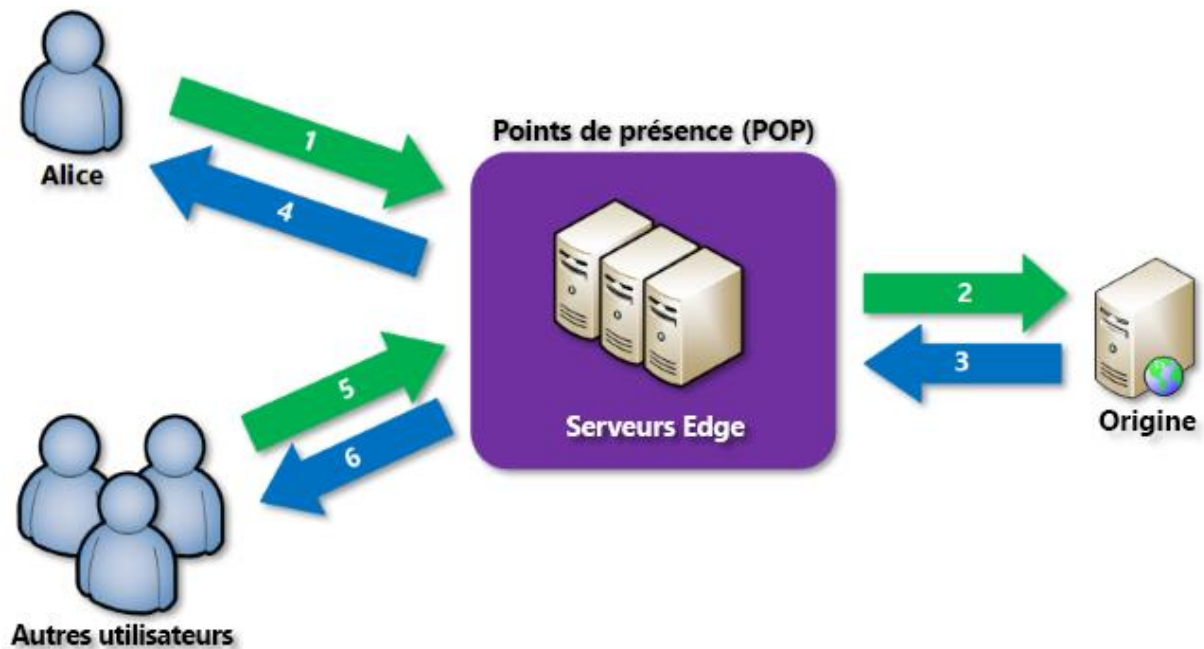 Alice
1
4
Points de présence (POP)
Serveurs Edge
2
3
Origine
5
6
Autres utilisateurs